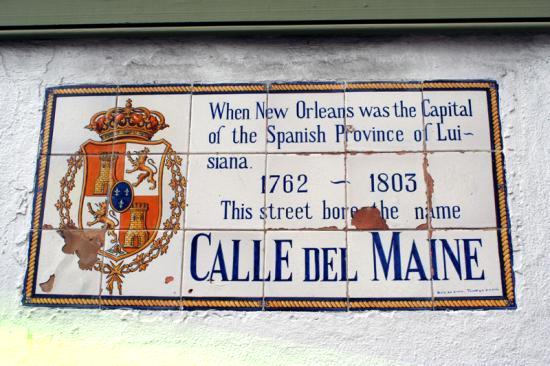 When New Orleans was the Capital
of the Spanish Province of Lui-
siana.
1762 ~ 1803
This street bore the name
CALLE DEL MAINE